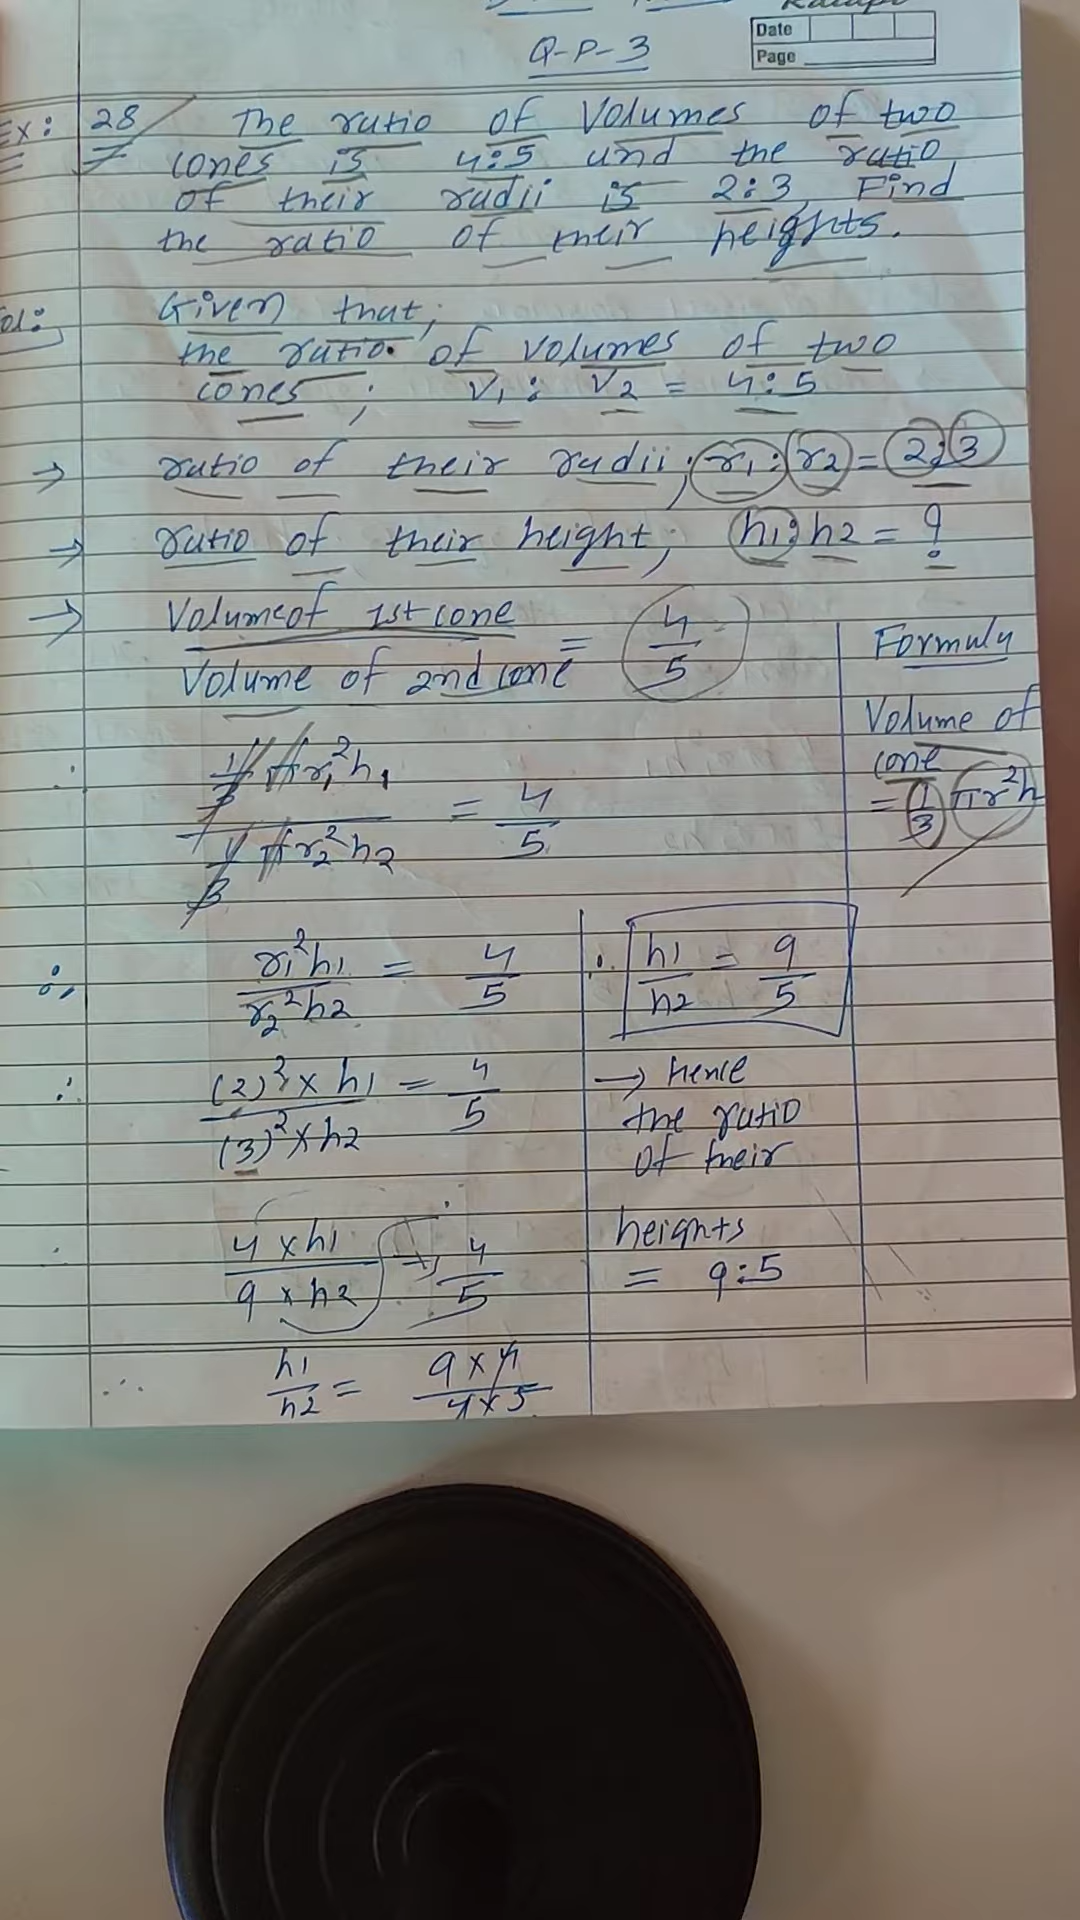 Q-P-3
Date
Page
Ex: 28 The ratio of volumes of two
cones is 4:5 and the ratio
of their radii is 2:3, Find
the ratio of their heights.
Sol: Given that;
the ratio of volumes of two
cones; V1 : V2 = 4:5
→ ratio of their radii; r1 : r2 = 2:3
→ ratio of their height; h1:h2 = ?
→ Volume of 1st cone / Volume of 2nd cone = 4/5
∴ 1/3 πr1²h1 / 1/3 πr2²h2 = 4/5
∴ r1²h1 / r2²h2 = 4/5
∴ (2)² x h1 / (3)² x h2 = 4/5
∴ 4 x h1 / 9 x h2 = 4/5
∴ h1/h2 = 9 x 4 / 4 x 5
Formula
Volume of
cone
= 1/3 πr²h
∴ h1/h2 = 9/5
→ hence
the ratio
of their
heights
= 9:5